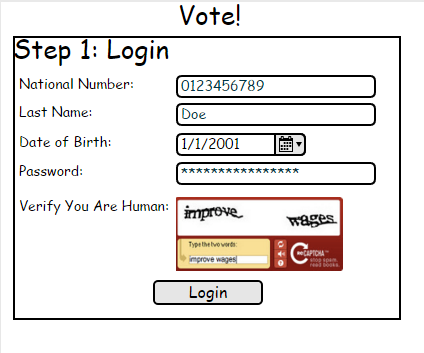 Vote!
Step 1: Login
National Number: 0123456789
Last Name: Doe
Date of Birth: 1/1/2001
Password: ****************
Verify You Are Human:
improve wages
Type the two words:
improve wages
reCAPTCHA™
stop spam.
read books.
Login